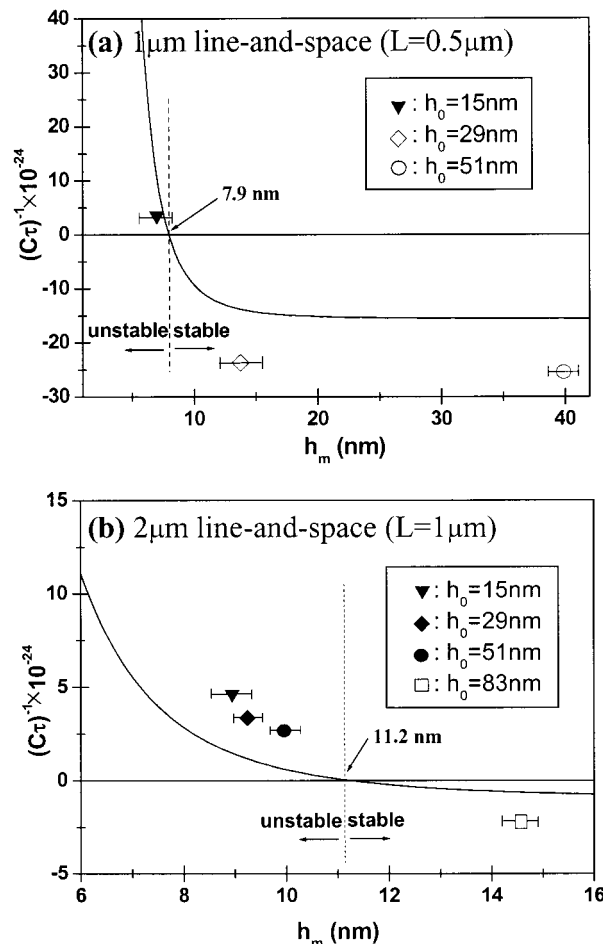 (a) 1μm line-and-space (L=0.5μm)
40
30
20
10
0
-10
-20
-30
(Cτ)⁻¹×10⁻²⁴
▼: h₀=15nm
◇: h₀=29nm
○: h₀=51nm
7.9 nm
unstable stable
10 20 30 40
hₘ (nm)
(b) 2μm line-and-space (L=1μm)
15
10
5
0
-5
(Cτ)⁻¹×10⁻²⁴
▼: h₀=15nm
◆: h₀=29nm
●: h₀=51nm
□: h₀=83nm
11.2 nm
unstable stable
6 8 10 12 14 16
hₘ (nm)